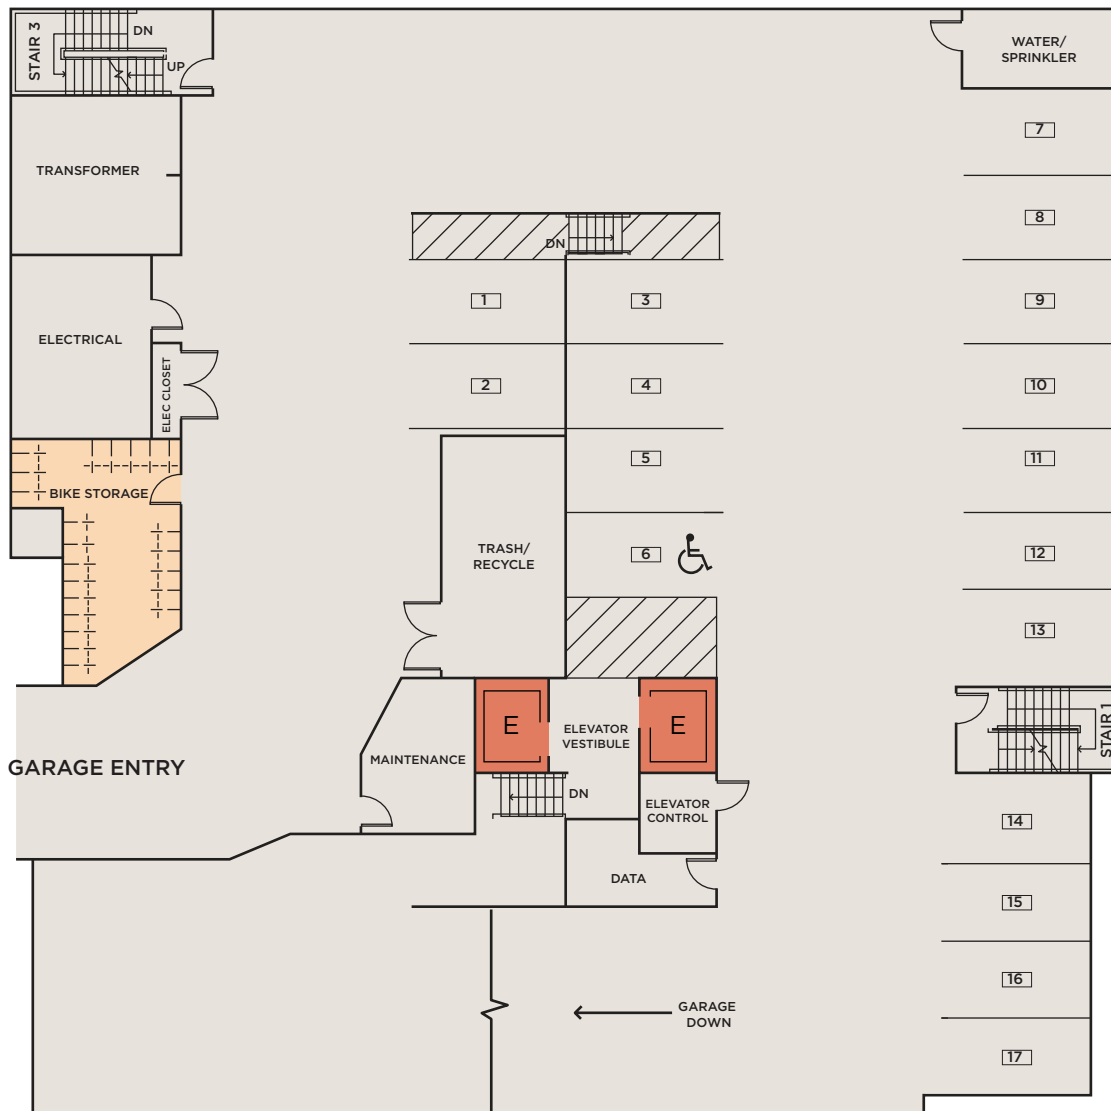 STAIR 3
DN
UP
WATER/
SPRINKLER
7
TRANSFORMER
8
DN
1
3
9
ELECTRICAL
ELEC CLOSET
2
4
10
5
11
BIKE STORAGE
TRASH/
RECYCLE
6
12
13
E
E
ELEVATOR
VESTIBULE
STAIR 1
GARAGE ENTRY
MAINTENANCE
DN
ELEVATOR
CONTROL
14
DATA
15
16
GARAGE
DOWN
17